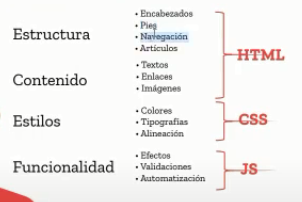 Estructura
• Encabezados
• Pies
• Navegación
• Artículos
Contenido
• Textos
• Enlaces
• Imágenes
HTML
Estilos
• Colores
• Tipografías
• Alineación
CSS
Funcionalidad
• Efectos
• Validaciones
• Automatización
JS